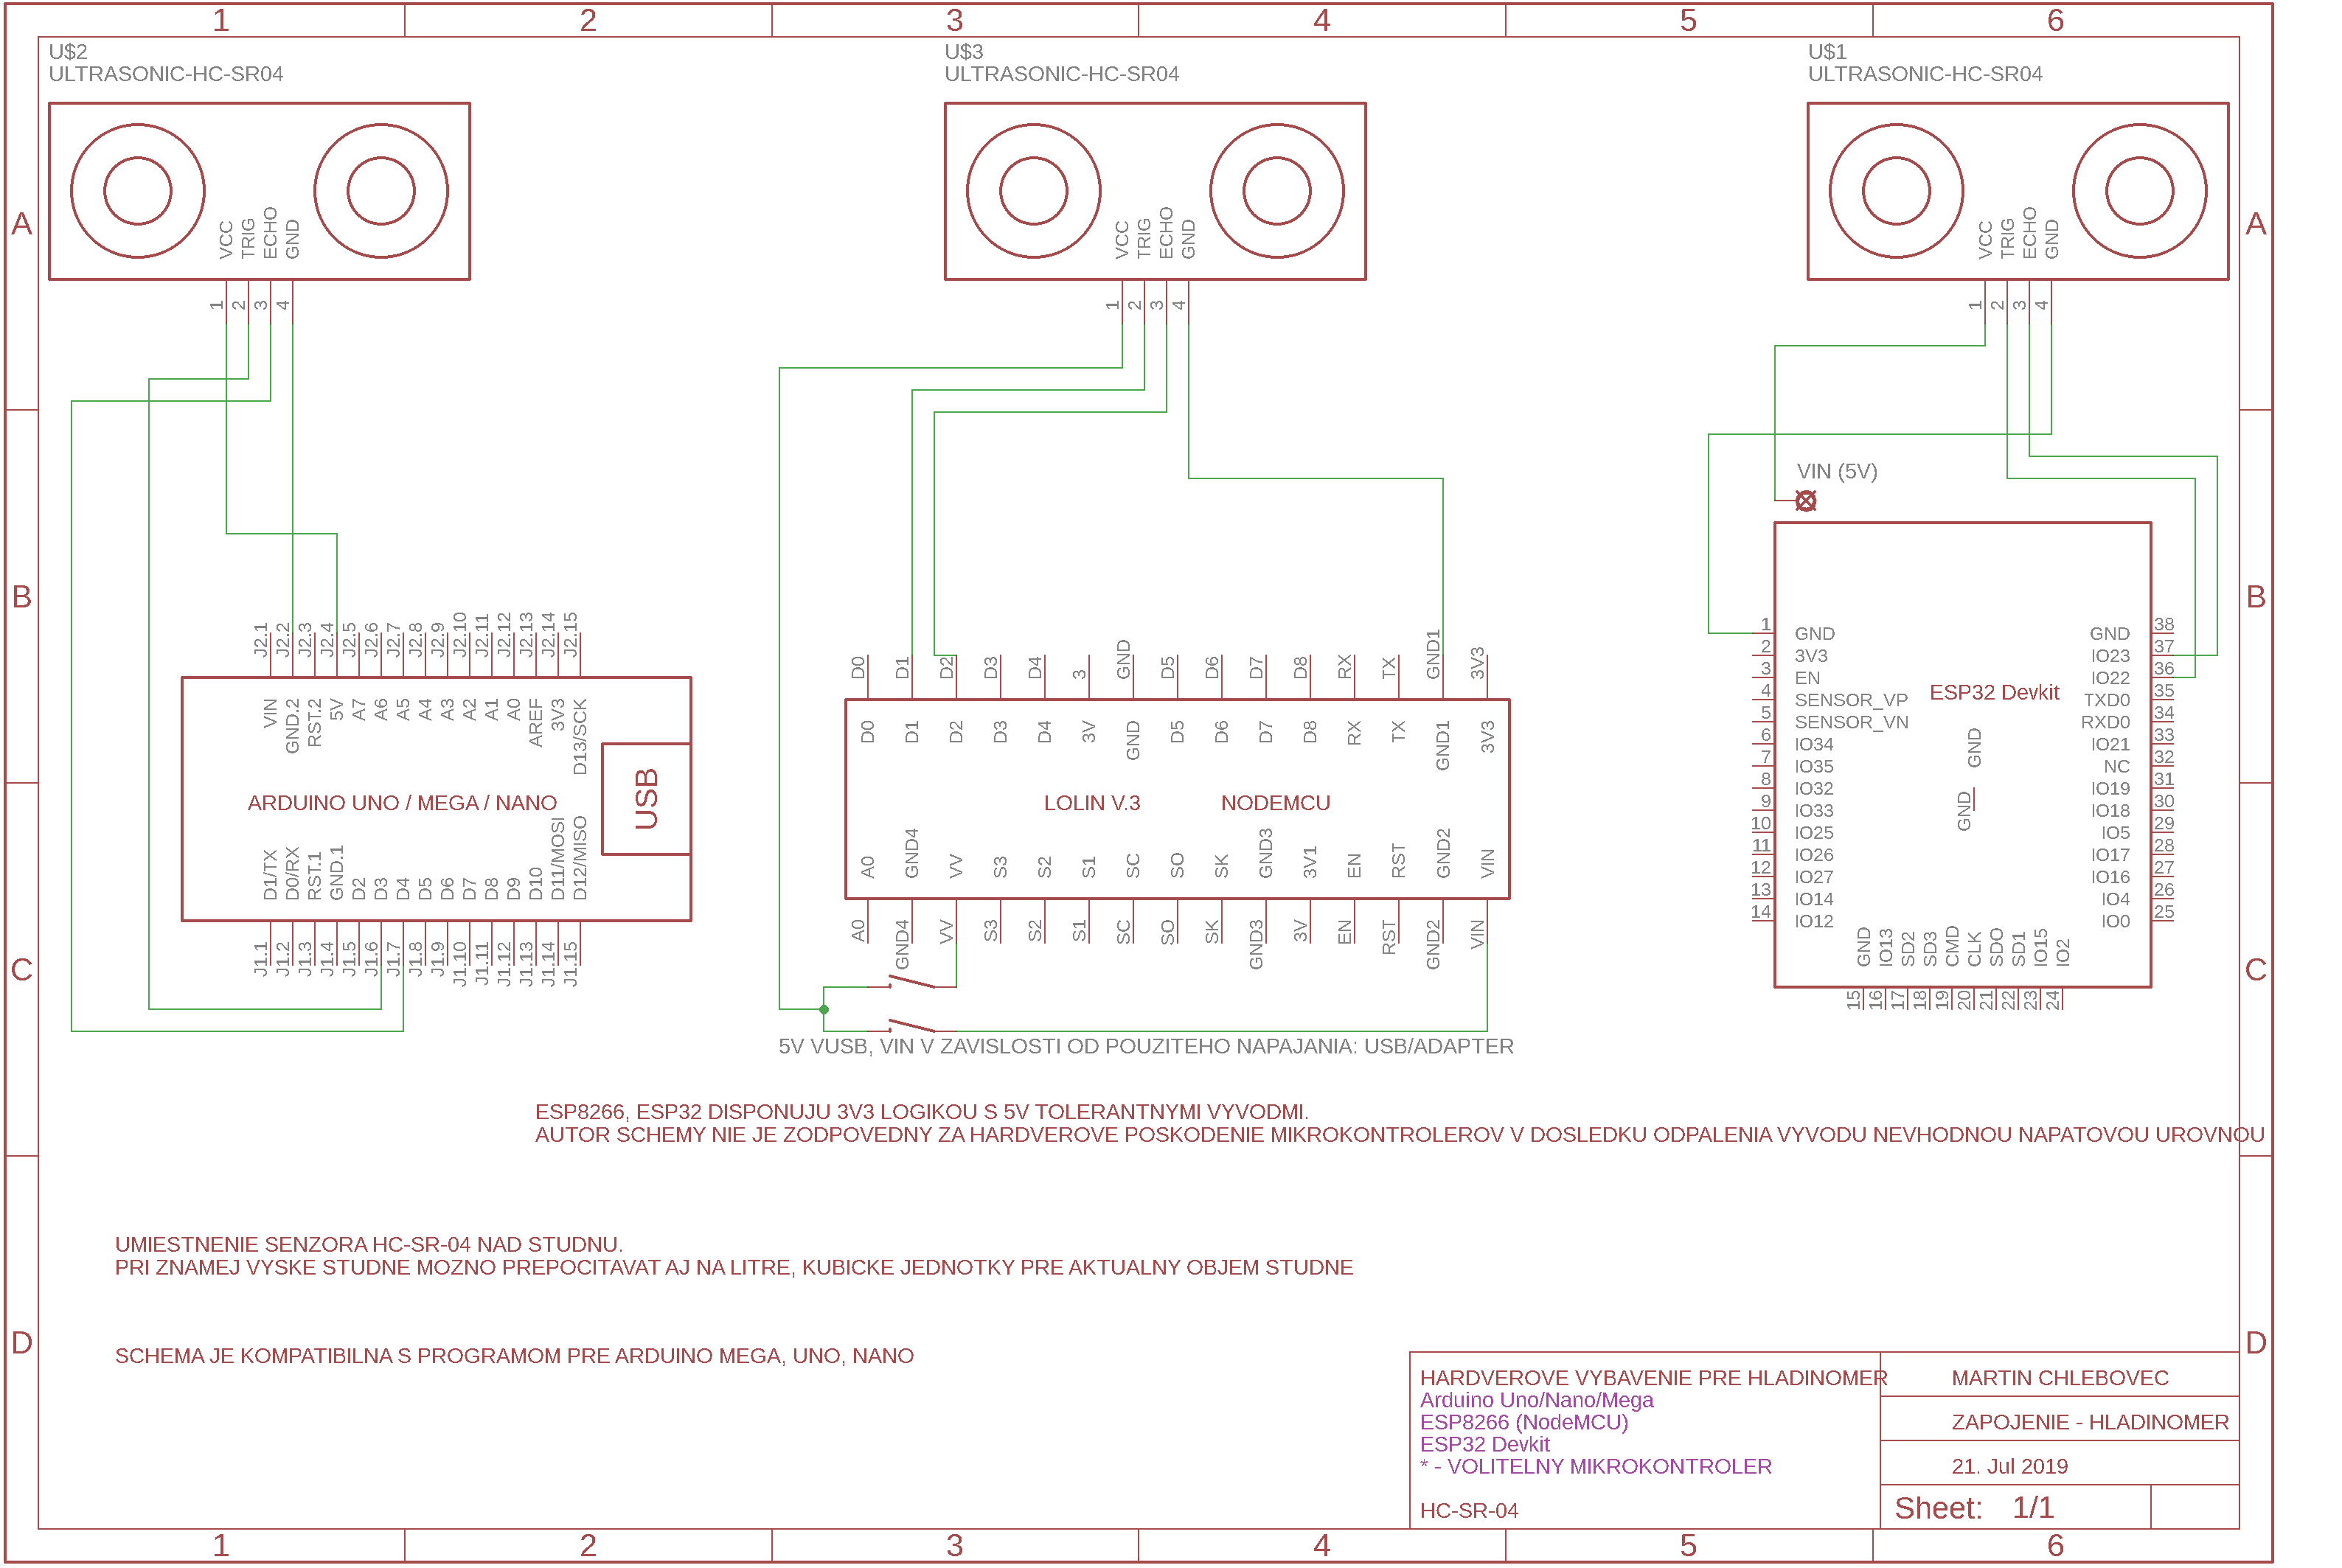 1 2 3 4 5 6
U$2
ULTRASONIC-HC-SR04
U$3
ULTRASONIC-HC-SR04
U$1
ULTRASONIC-HC-SR04
A
A
VCC TRIG ECHO GND
1 2 3 4
VCC TRIG ECHO GND
1 2 3 4
VCC TRIG ECHO GND
1 2 3 4
B
B
J2.1 J2.2 J2.3 J2.4 J2.5 J2.6 J2.7 J2.8 J2.9 J2.10 J2.11 J2.12 J2.13 J2.14 J2.15
VIN GND.2 RST.2 5V A7 A6 A5 A4 A3 A2 A1 A0 AREF 3V3 D13/SCK
ARDUINO UNO / MEGA / NANO
USB
D1/TX D0/RX RST.1 GND.1 D2 D3 D4 D5 D6 D7 D8 D9 D10 D11/MOSI D12/MISO
J1.1 J1.2 J1.3 J1.4 J1.5 J1.6 J1.7 J1.8 J1.9 J1.10 J1.11 J1.12 J1.13 J1.14 J1.15
D0 D1 D2 D3 D4 3 GND D5 D6 D7 D8 RX TX GND1 3V3
D0 D1 D2 D3 D4 3V GND D5 D6 D7 D8 RX TX GND1 3V3
LOLIN V.3 NODEMCU
A0 GND4 VV S3 S2 S1 SC SO SK GND3 3V1 EN RST GND2 VIN
A0 GND4 VV S3 S2 S1 SC SO SK GND3 3V EN RST GND2 VIN
5V VUSB, VIN V ZAVISLOSTI OD POUZITEHO NAPAJANIA: USB/ADAPTER
VIN (5V)
1 GND GND 38
2 3V3 IO23 37
3 EN IO22 36
4 SENSOR_VP ESP32 Devkit TXD0 35
5 SENSOR_VN RXD0 34
6 IO34 GND IO21 33
7 IO35 NC 32
8 IO32 IO19 31
9 IO33 GND IO18 30
10 IO25 IO5 29
11 IO26 IO17 28
12 IO27 IO16 27
13 IO14 IO4 26
14 IO12 IO0 25
GND IO13 SD2 SD3 CMD CLK SDO SD1 IO15 IO2
15 16 17 18 19 20 21 22 23 24
C
C
ESP8266, ESP32 DISPONUJU 3V3 LOGIKOU S 5V TOLERANTNYMI VYVODMI.
AUTOR SCHEMY NIE JE ZODPOVEDNY ZA HARDVEROVE POSKODENIE MIKROKONTROLEROV V DOSLEDKU ODPALENIA VYVODU NEVHODNOU NAPATOVOU UROVNOU
UMIESTNENIE SENZORA HC-SR-04 NAD STUDNU.
PRI ZNAMEJ VYSKE STUDNE MOZNO PREPOCITAVAT AJ NA LITRE, KUBICKE JEDNOTKY PRE AKTUALNY OBJEM STUDNE
D
D
SCHEMA JE KOMPATIBILNA S PROGRAMOM PRE ARDUINO MEGA, UNO, NANO
HARDVEROVE VYBAVENIE PRE HLADINOMER
Arduino Uno/Nano/Mega
ESP8266 (NodeMCU)
ESP32 Devkit
* - VOLITELNY MIKROKONTROLER
HC-SR-04
MARTIN CHLEBOVEC
ZAPOJENIE - HLADINOMER
21. Jul 2019
Sheet: 1/1
1 2 3 4 5 6